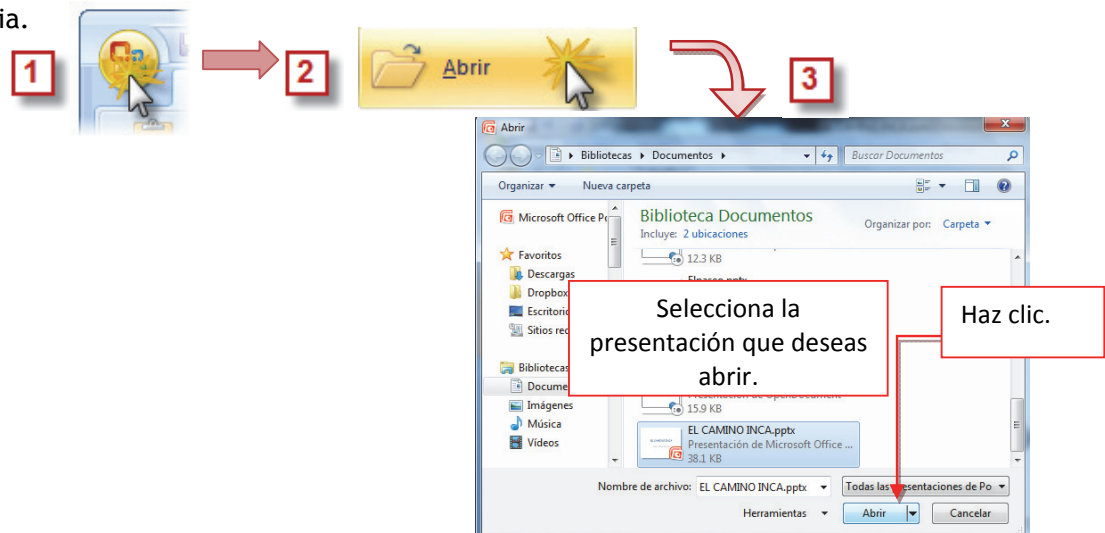 ia.
1
2
Abrir
3
Abrir
Bibliotecas Documentos
Buscar Documentos
Organizar Nueva carpeta
Microsoft Office
Biblioteca Documentos
Incluye: 2 ubicaciones
Organizar por: Carpeta
Favoritos
Descargas
Dropbox
Escritorio
Sitios
12.3 KB
Selecciona la
presentación que deseas
abrir.
Haz clic.
Bibliotecas
Imágenes
Música
Vídeos
15.9 KB
EL CAMINO INCA.pptx
Presentación de Microsoft Office ...
38.1 KB
Nombre de archivo: EL CAMINO INCA.pptx
Todas las presentaciones de Po
Herramientas
Abrir
Cancelar